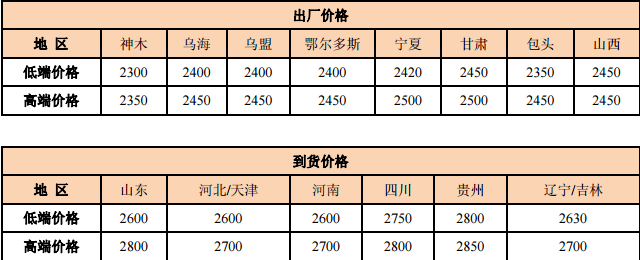 出厂价格
地 区 神木 乌海 乌盟 鄂尔多斯 宁夏 甘肃 包头 山西
低端价格 2300 2400 2400 2400 2420 2450 2350 2450
高端价格 2350 2450 2450 2450 2500 2500 2450 2450
到货价格
地 区 山东 河北/天津 河南 四川 贵州 辽宁/吉林
低端价格 2600 2600 2600 2750 2800 2630
高端价格 2800 2700 2700 2800 2850 2700